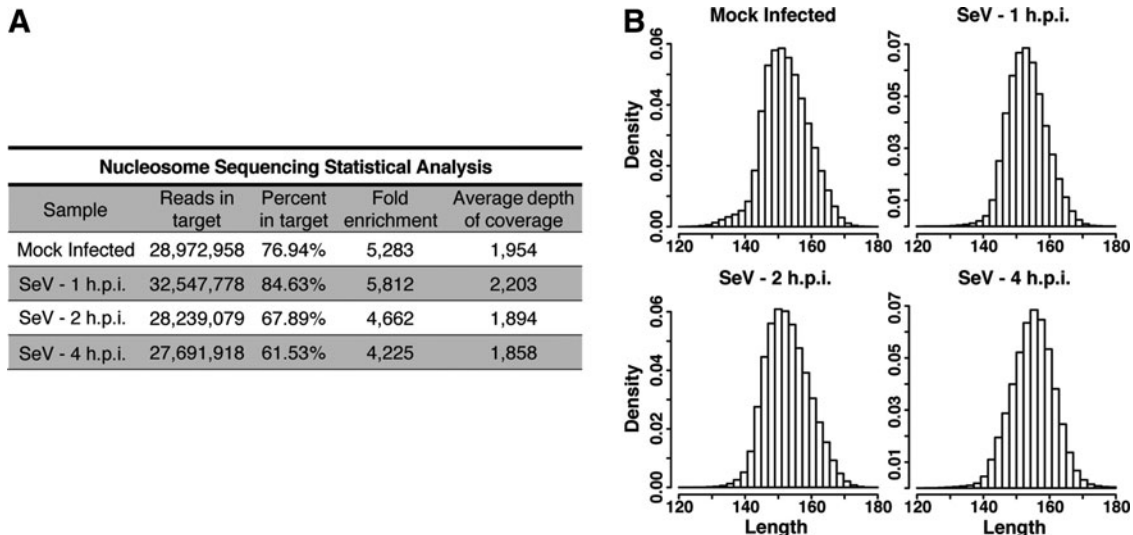 A
Nucleosome Sequencing Statistical Analysis
Sample Reads in target Percent in target Fold enrichment Average depth of coverage
Mock Infected 28,972,958 76.94% 5,283 1,954
SeV - 1 h.p.i. 32,547,778 84.63% 5,812 2,203
SeV - 2 h.p.i. 28,239,079 67.89% 4,662 1,894
SeV - 4 h.p.i. 27,691,918 61.53% 4,225 1,858
B
Mock Infected
Density
0.06
0.04
0.02
0.00
120 140 160 180
SeV - 1 h.p.i.
0.07
0.05
0.03
0.01
120 140 160 180
SeV - 2 h.p.i.
Density
0.06
0.04
0.02
0.00
120 140 160 180
Length
SeV - 4 h.p.i.
0.07
0.05
0.03
0.01
120 140 160 180
Length